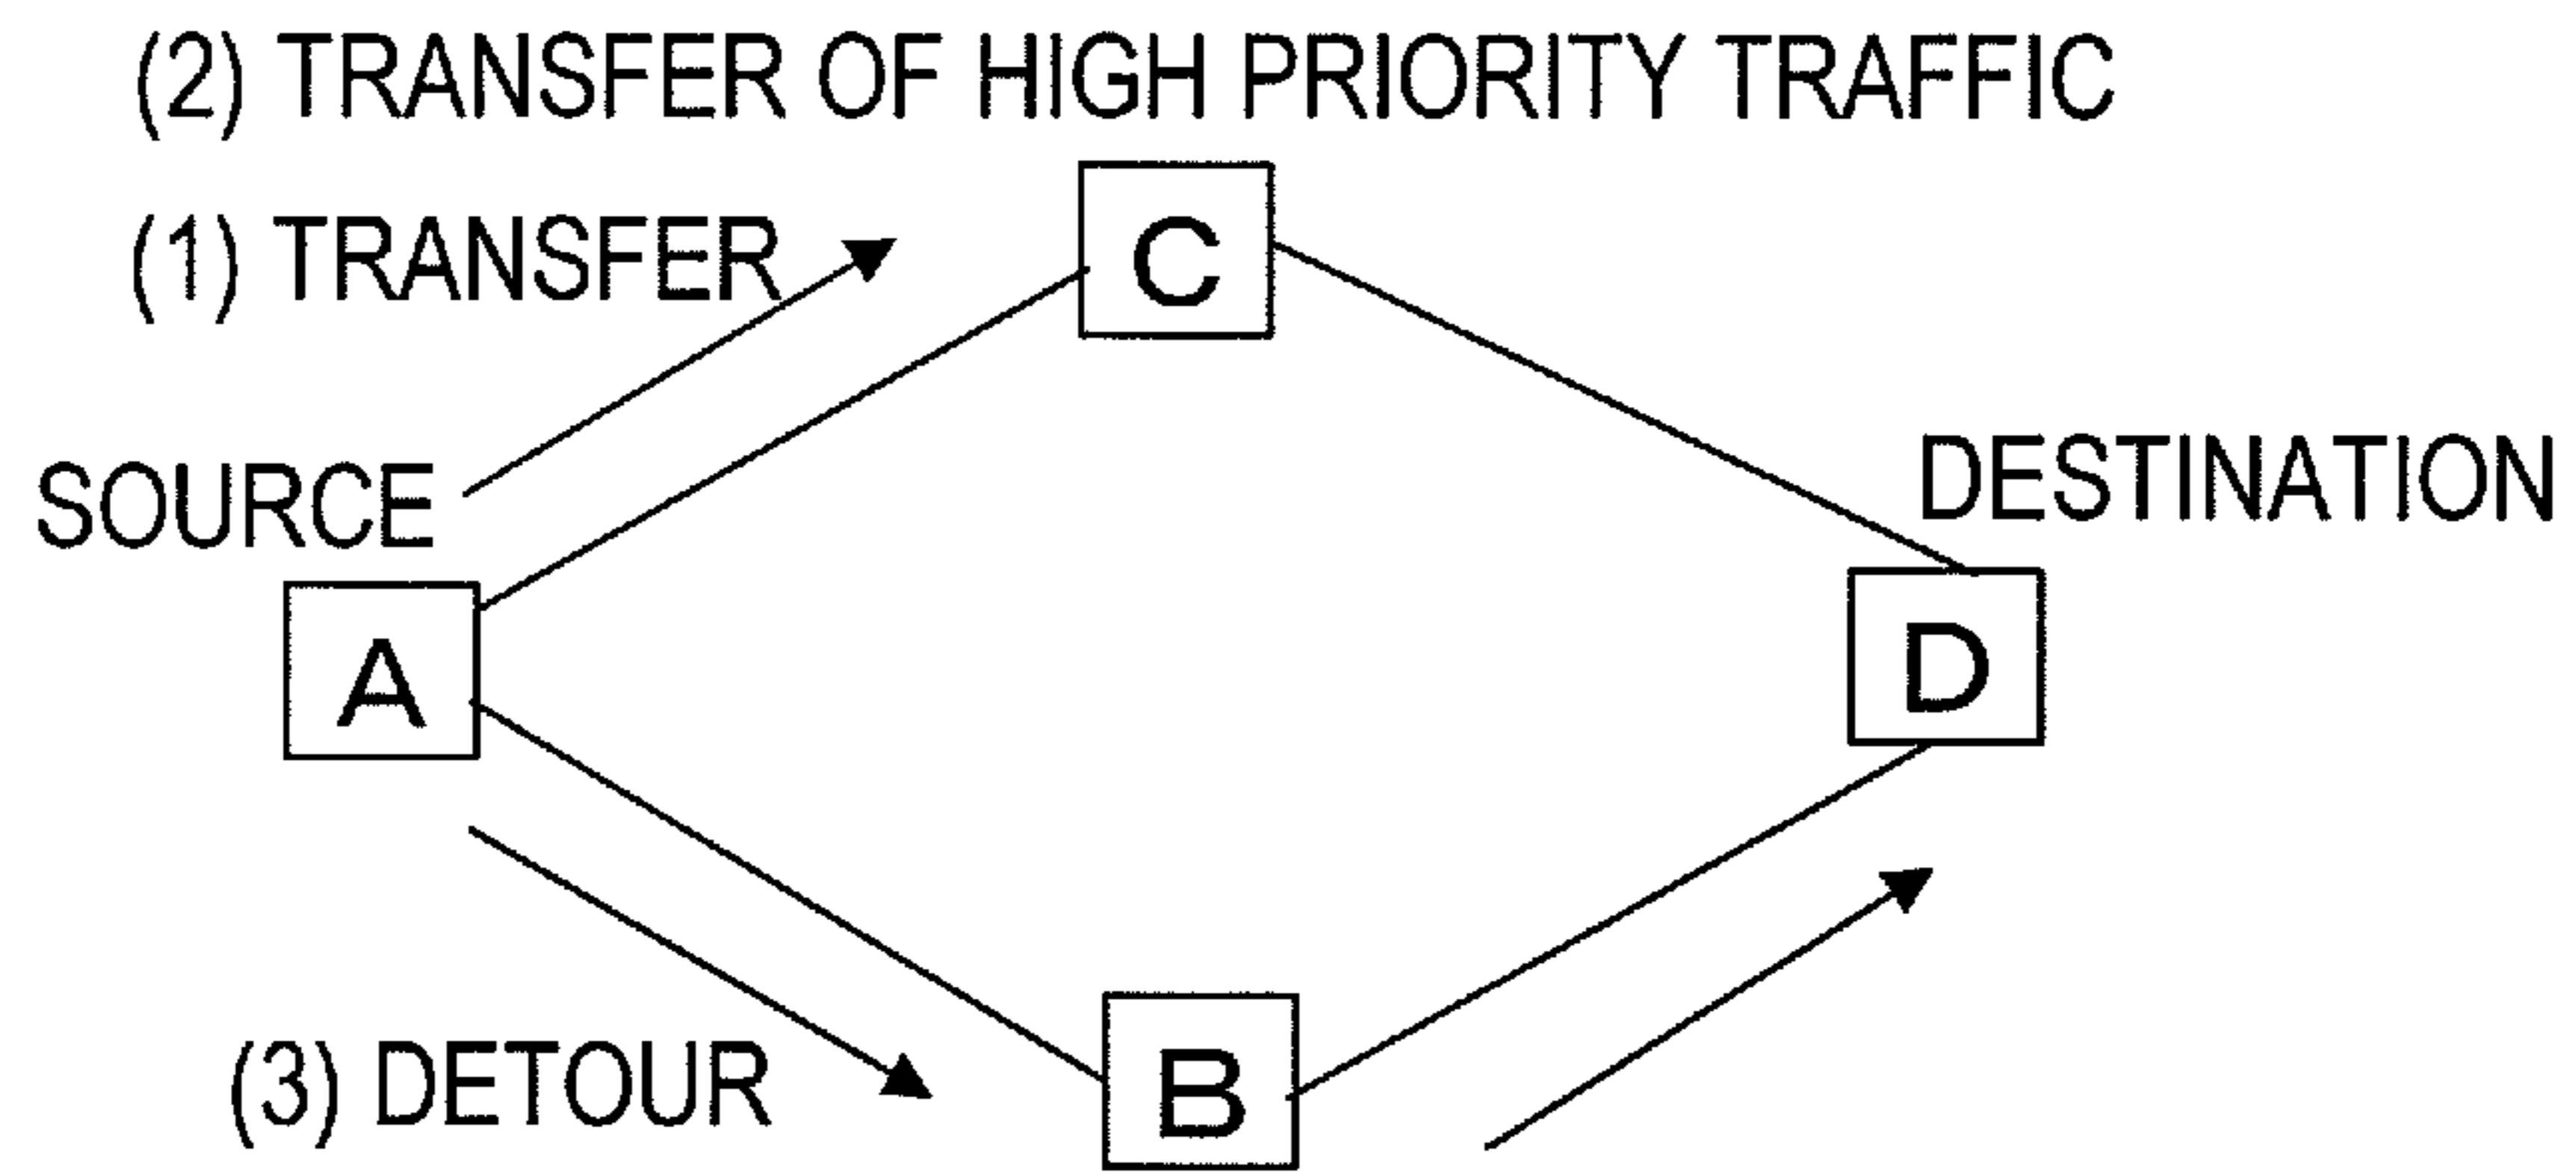 (2) TRANSFER OF HIGH PRIORITY TRAFFIC
(1) TRANSFER
C
SOURCE
DESTINATION
A
D
(3) DETOUR
B